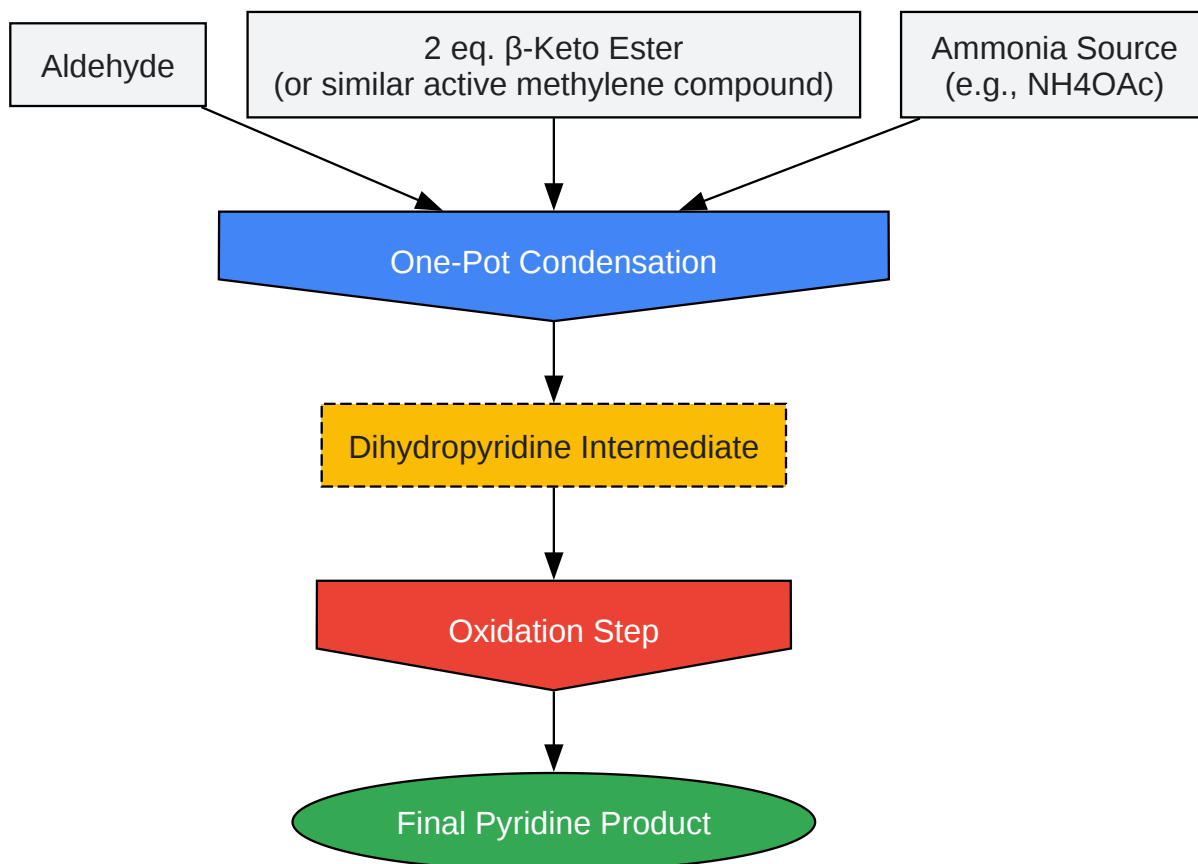 Aldehyde
2 eq. β-Keto Ester
(or similar active methylene compound)
Ammonia Source
(e.g., NH4OAc)
One-Pot Condensation
Dihydropyridine Intermediate
Oxidation Step
Final Pyridine Product